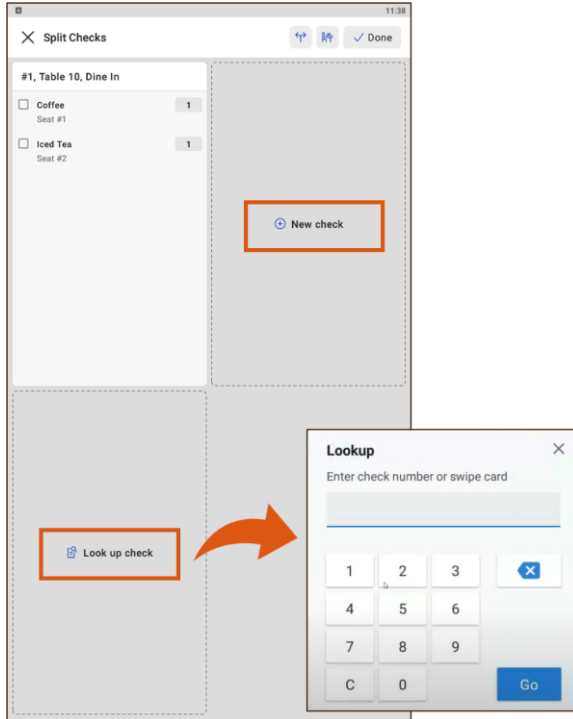 11:38
Split Checks
Done
#1, Table 10, Dine In
Coffee 1
Seat #1
Iced Tea 1
Seat #2
New check
Look up check
Lookup
Enter check number or swipe card
1 2 3
4 5 6
7 8 9
C 0 Go